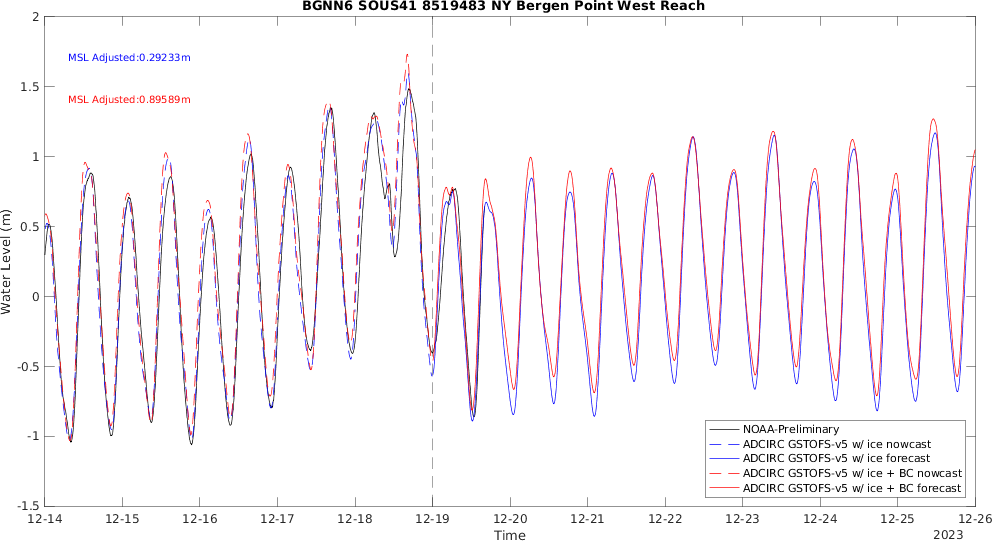 BGNN6 SOUS41 8519483 NY Bergen Point West Reach
MSL Adjusted:0.29233m
MSL Adjusted:0.89589m
Water Level (m)
2
1.5
1
0.5
0
-0.5
-1
-1.5
NOAA-Preliminary
ADCIRC GSTOFS-v5 w/ ice nowcast
ADCIRC GSTOFS-v5 w/ ice forecast
ADCIRC GSTOFS-v5 w/ice + BC nowcast
ADCIRC GSTOFS-v5 w/ice + BC forecast
12-14 12-15 12-16 12-17 12-18 12-19 12-20 12-21 12-22 12-23 12-24 12-25 12-26
Time
2023